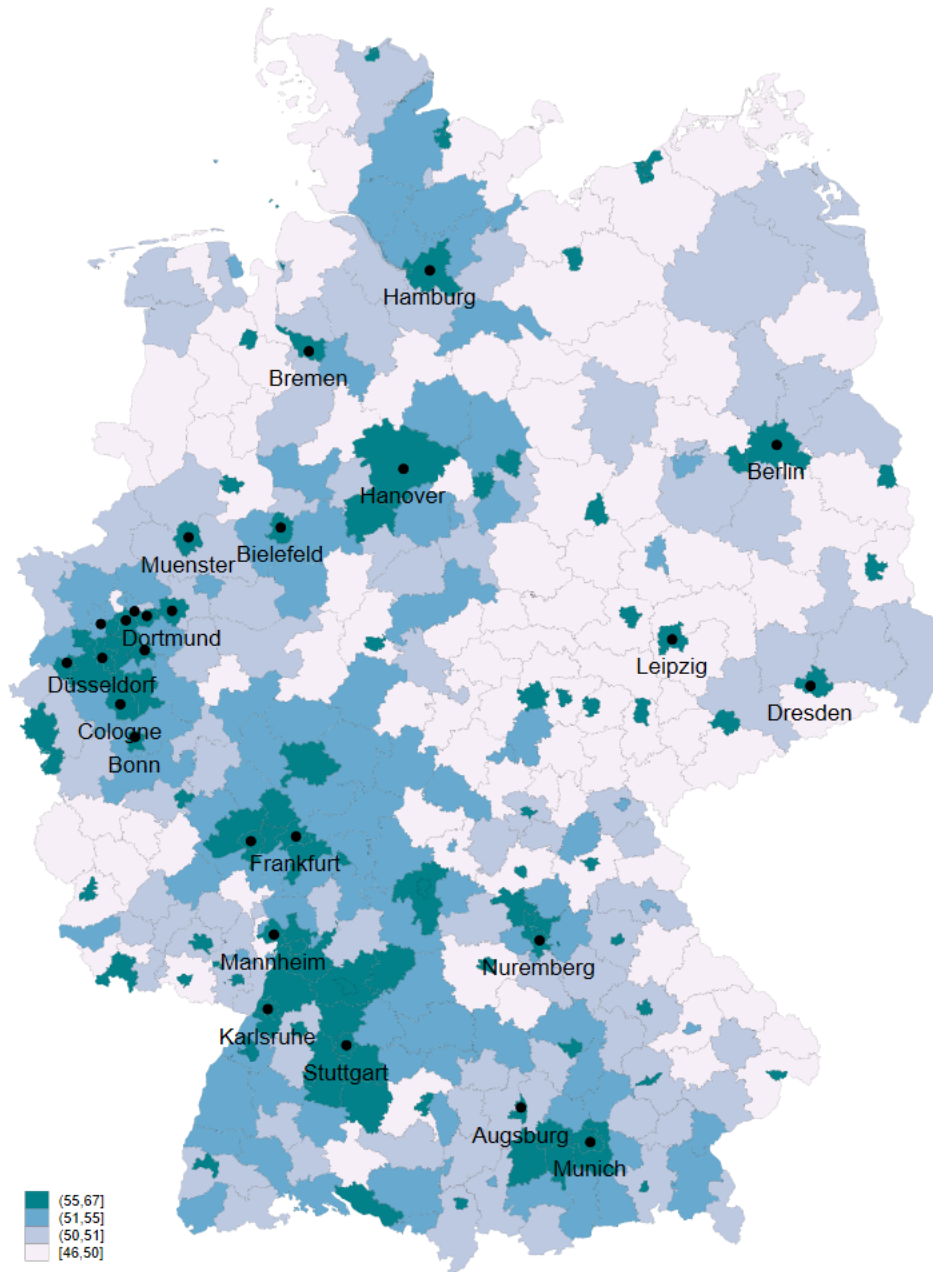 Hamburg
Bremen
Berlin
Hanover
Bielefeld
Muenster
Dortmund
Leipzig
Düsseldorf
Dresden
Cologne
Bonn
Frankfurt
Mannheim
Nuremberg
Karlsruhe
Stuttgart
Augsburg
Munich
(55,67]
(51,55]
(50,51]
[46,50]